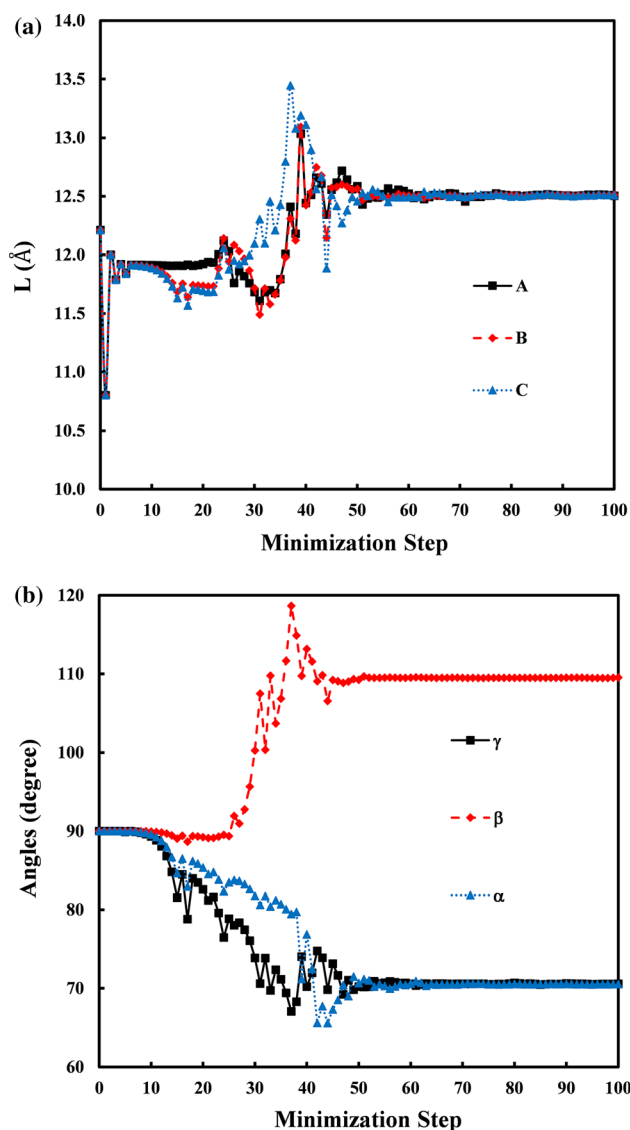 (a)
14.0
13.5
13.0
12.5
12.0
11.5
11.0
10.5
10.0
L (Å)
A
B
C
0 10 20 30 40 50 60 70 80 90 100
Minimization Step
(b)
120
110
100
90
80
70
60
Angles (degree)
γ
β
α
0 10 20 30 40 50 60 70 80 90 100
Minimization Step